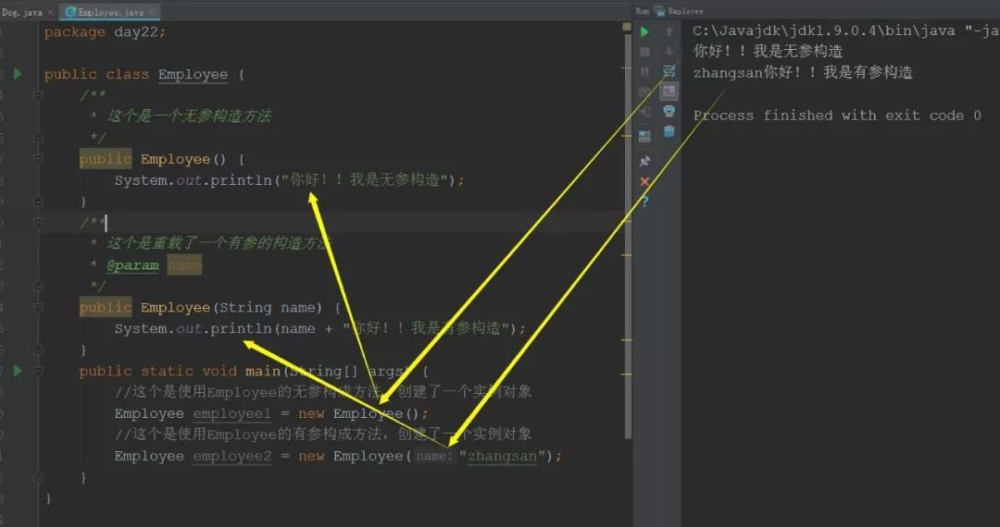 Dog.java
Employee.java
package day22;
public class Employee {
/**
* 这个是一个无参构造方法
*/
public Employee() {
System.out.println("你好！！我是无参构造");
}
/**
* 这个是重载了一个有参的构造方法
* @param name
*/
public Employee(String name) {
System.out.println(name + "你好！！我是有参构造");
}
public static void main(String[] args) {
//这个是使用Employee的无参构成方法，创建了一个实例对象
Employee employee1 = new Employee();
//这个是使用Employee的有参构成方法，创建了一个实例对象
Employee employee2 = new Employee( name: "zhangsan");
}
}
Run Employee
C:\Javajdk\jdk1.9.0.4\bin\java "-jav
你好！！我是无参构造
zhangsan你好！！我是有参构造
Process finished with exit code 0